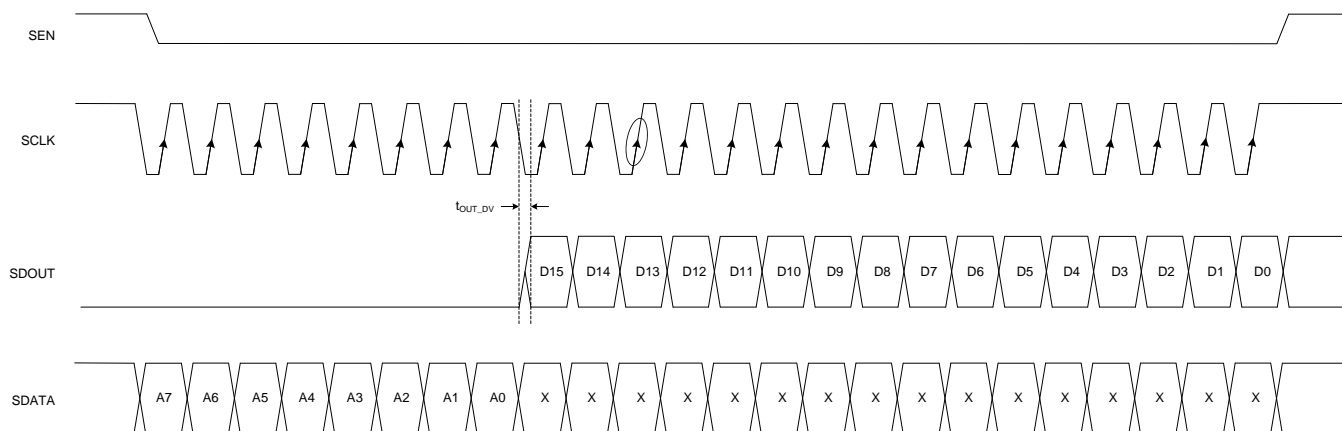 SEN
SCLK
tOUT_DV
SDOUT D15 D14 D13 D12 D11 D10 D9 D8 D7 D6 D5 D4 D3 D2 D1 D0
SDATA A7 A6 A5 A4 A3 A2 A1 A0 X X X X X X X X X X X X X X X X